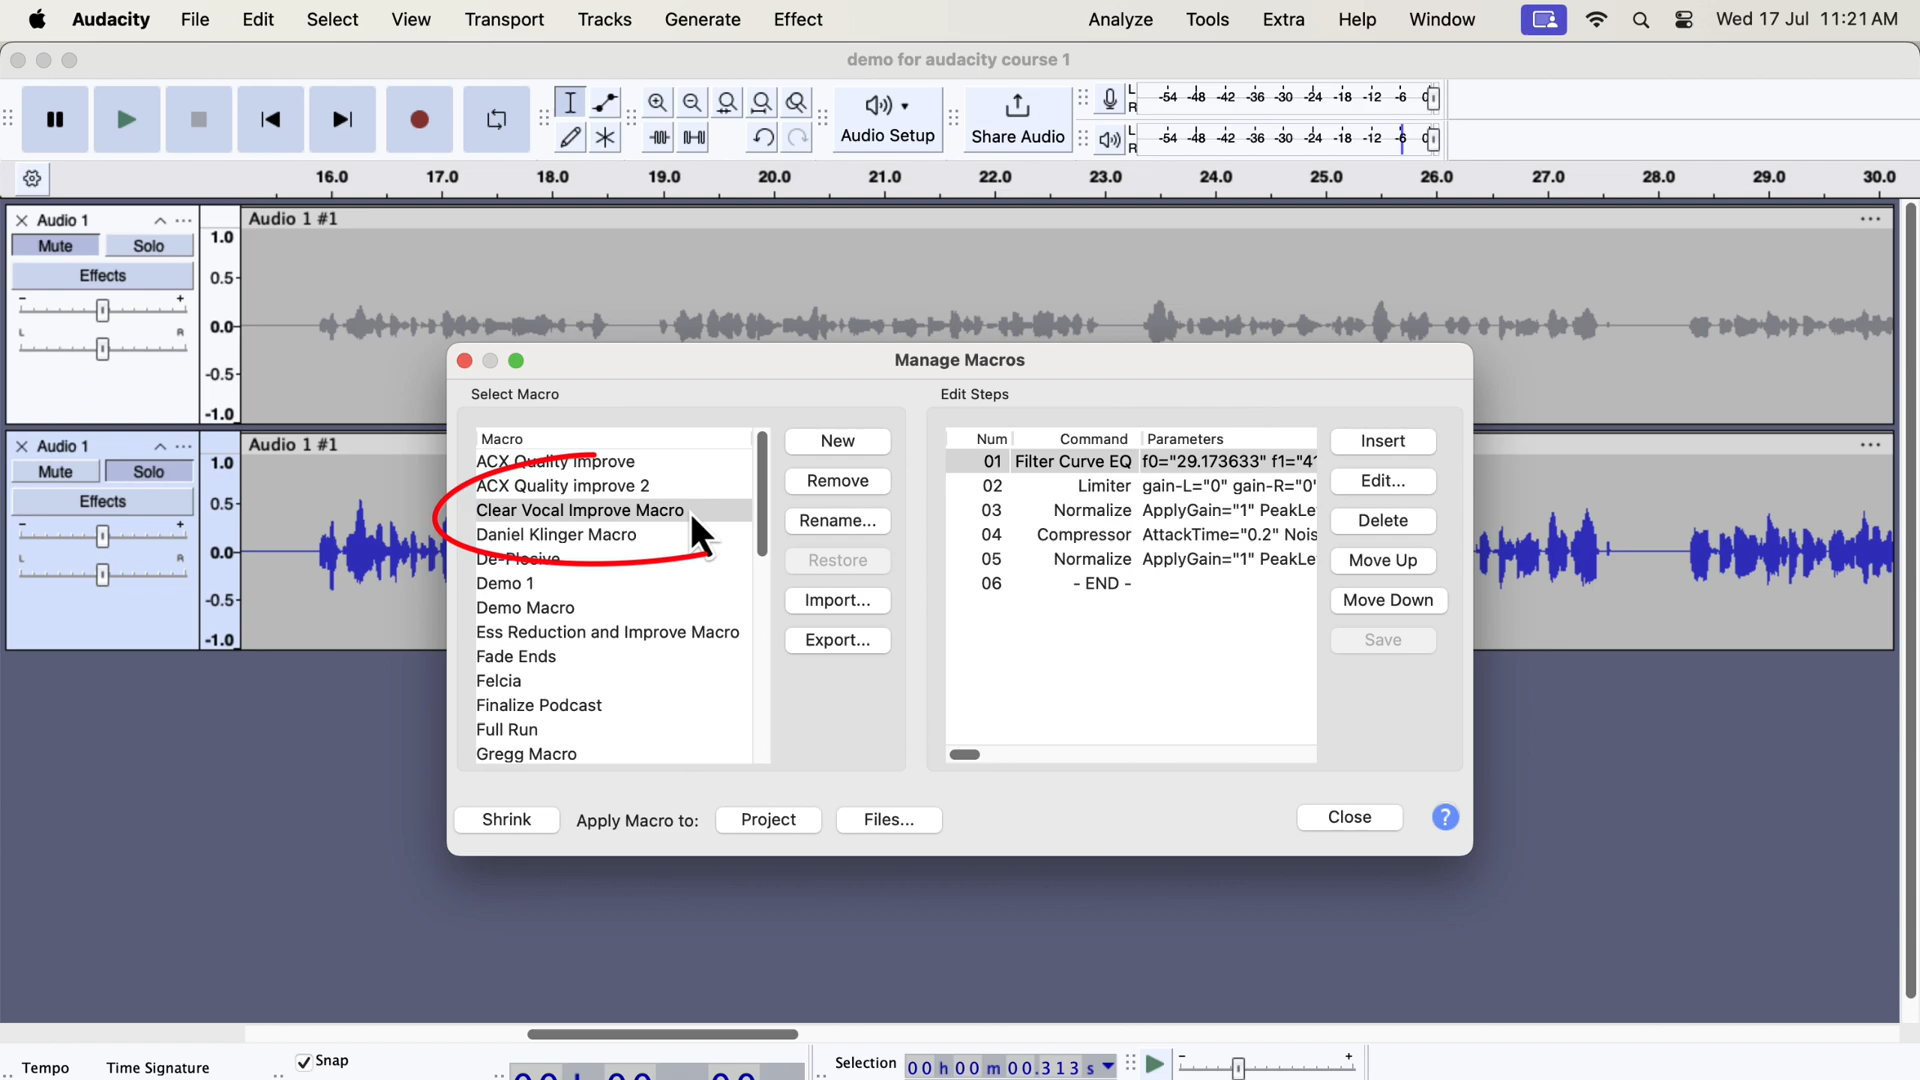 Audacity File Edit Select View Transport Tracks Generate Effect Analyze Tools Extra Help Window Wed 17 Jul 11:21 AM
demo for audacity course 1
Audio Setup
Share Audio
L -54 -48 -42 -36 -30 -24 -18 -12 -6 0
R
L -54 -48 -42 -36 -30 -24 -18 -12 -6 0
R
16.0 17.0 18.0 19.0 20.0 21.0 22.0 23.0 24.0 25.0 26.0 27.0 28.0 29.0 30.0
Audio 1
Mute Solo
Effects
- +
L R
1.0
0.5
0.0
-0.5
-1.0
Audio 1 #1
Audio 1
Mute Solo
Effects
- +
L R
1.0
0.5
0.0
-0.5
-1.0
Audio 1 #1
Manage Macros
Select Macro
Macro
ACX Quality improve
ACX Quality improve 2
Clear Vocal Improve Macro
Daniel Klinger Macro
De-Plosive
Demo 1
Demo Macro
Ess Reduction and Improve Macro
Fade Ends
Felcia
Finalize Podcast
Full Run
Gregg Macro
New
Remove
Rename...
Restore
Import...
Export...
Edit Steps
Num Command Parameters
01 Filter Curve EQ f0="29.173633" f1="4
02 Limiter gain-L="0" gain-R="0"
03 Normalize ApplyGain="1" PeakLe
04 Compressor AttackTime="0.2" Nois
05 Normalize ApplyGain="1" PeakLe
06 - END -
Insert
Edit...
Delete
Move Up
Move Down
Save
Shrink Apply Macro to: Project Files... Close ?
Tempo Time Signature
Snap
Selection 00 h 00 m 00.313 s
- +